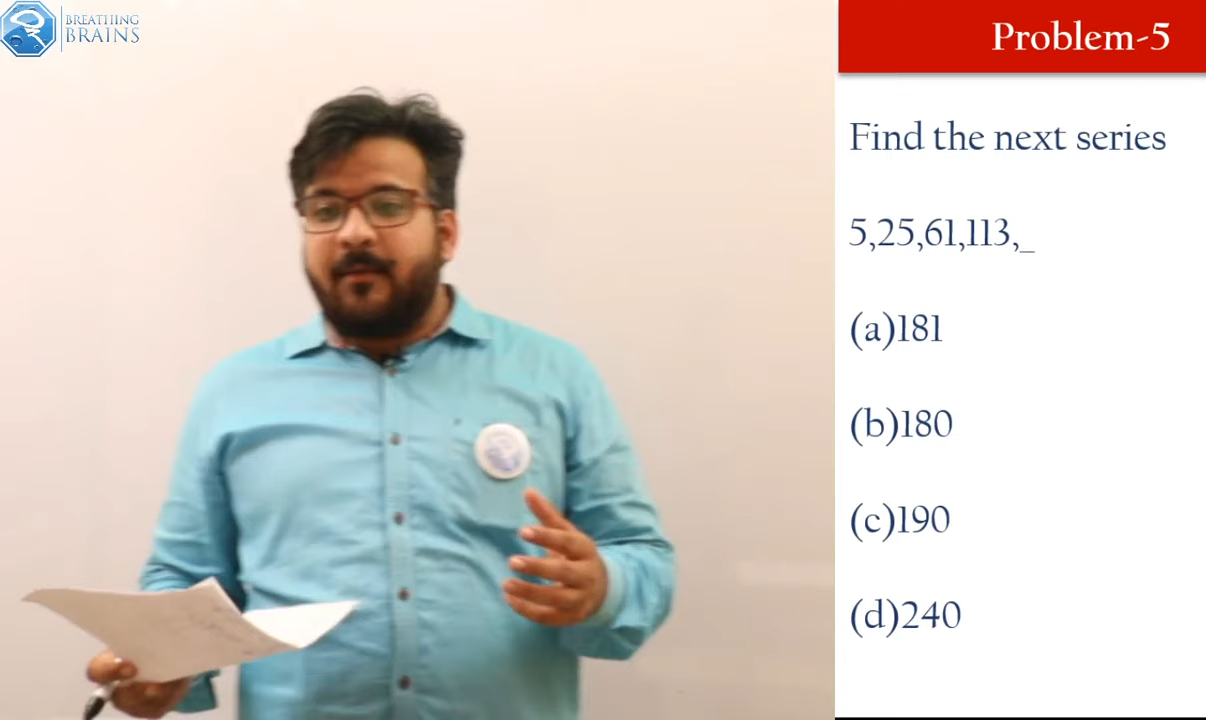 BREATHING
BRAINS
Problem-5
Find the next series
5,25,61,113,_
(a)181
(b)180
(c)190
(d)240